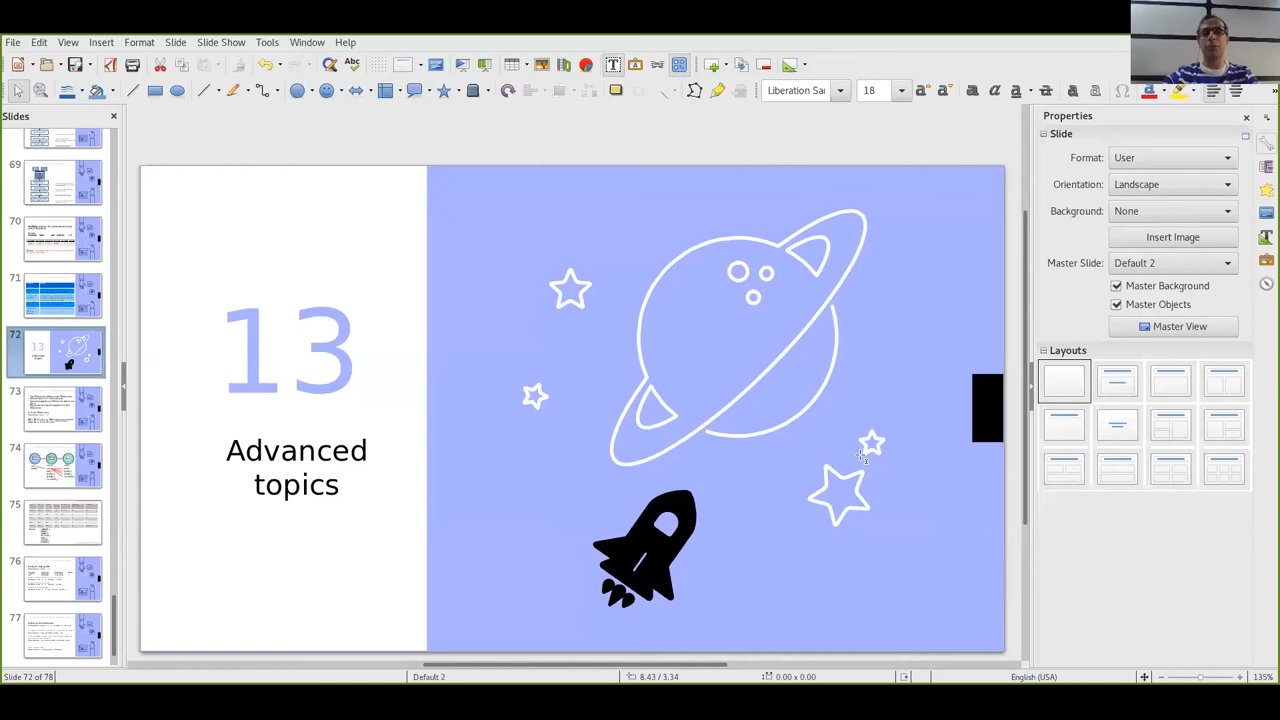 File Edit View Insert Format Slide Slide Show Tools Window Help
Liberation Sa
18
Slides
69
70
71
72
73
74
75
76
77
13
Advanced
topics
Properties
Slide
Format: User
Orientation: Landscape
Background: None
Insert Image
Master Slide: Default 2
Master Background
Master Objects
Master View
Layouts
Slide 72 of 78
Default 2
8.43 / 3.34
0.00 x 0.00
English (USA)
135%